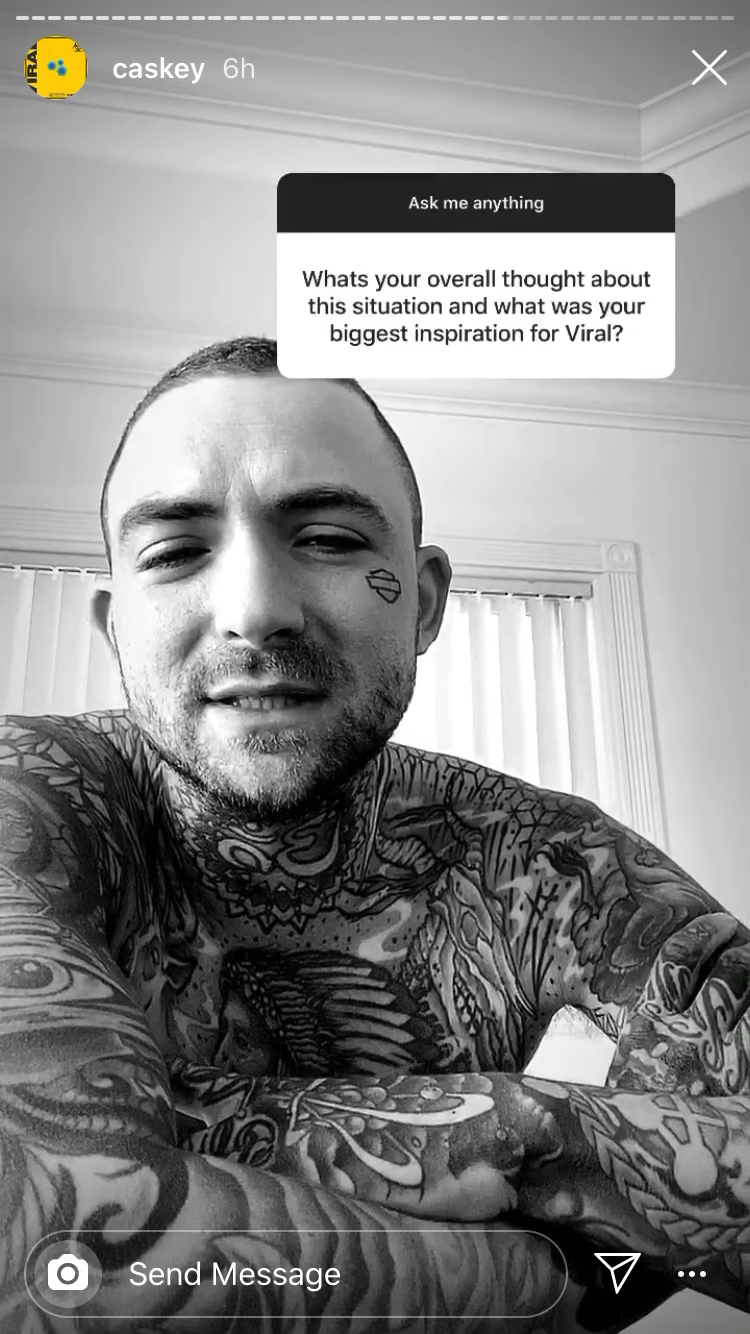 VIRAL
caskey 6h
Ask me anything
Whats your overall thought about
this situation and what was your
biggest inspiration for Viral?
Send Message